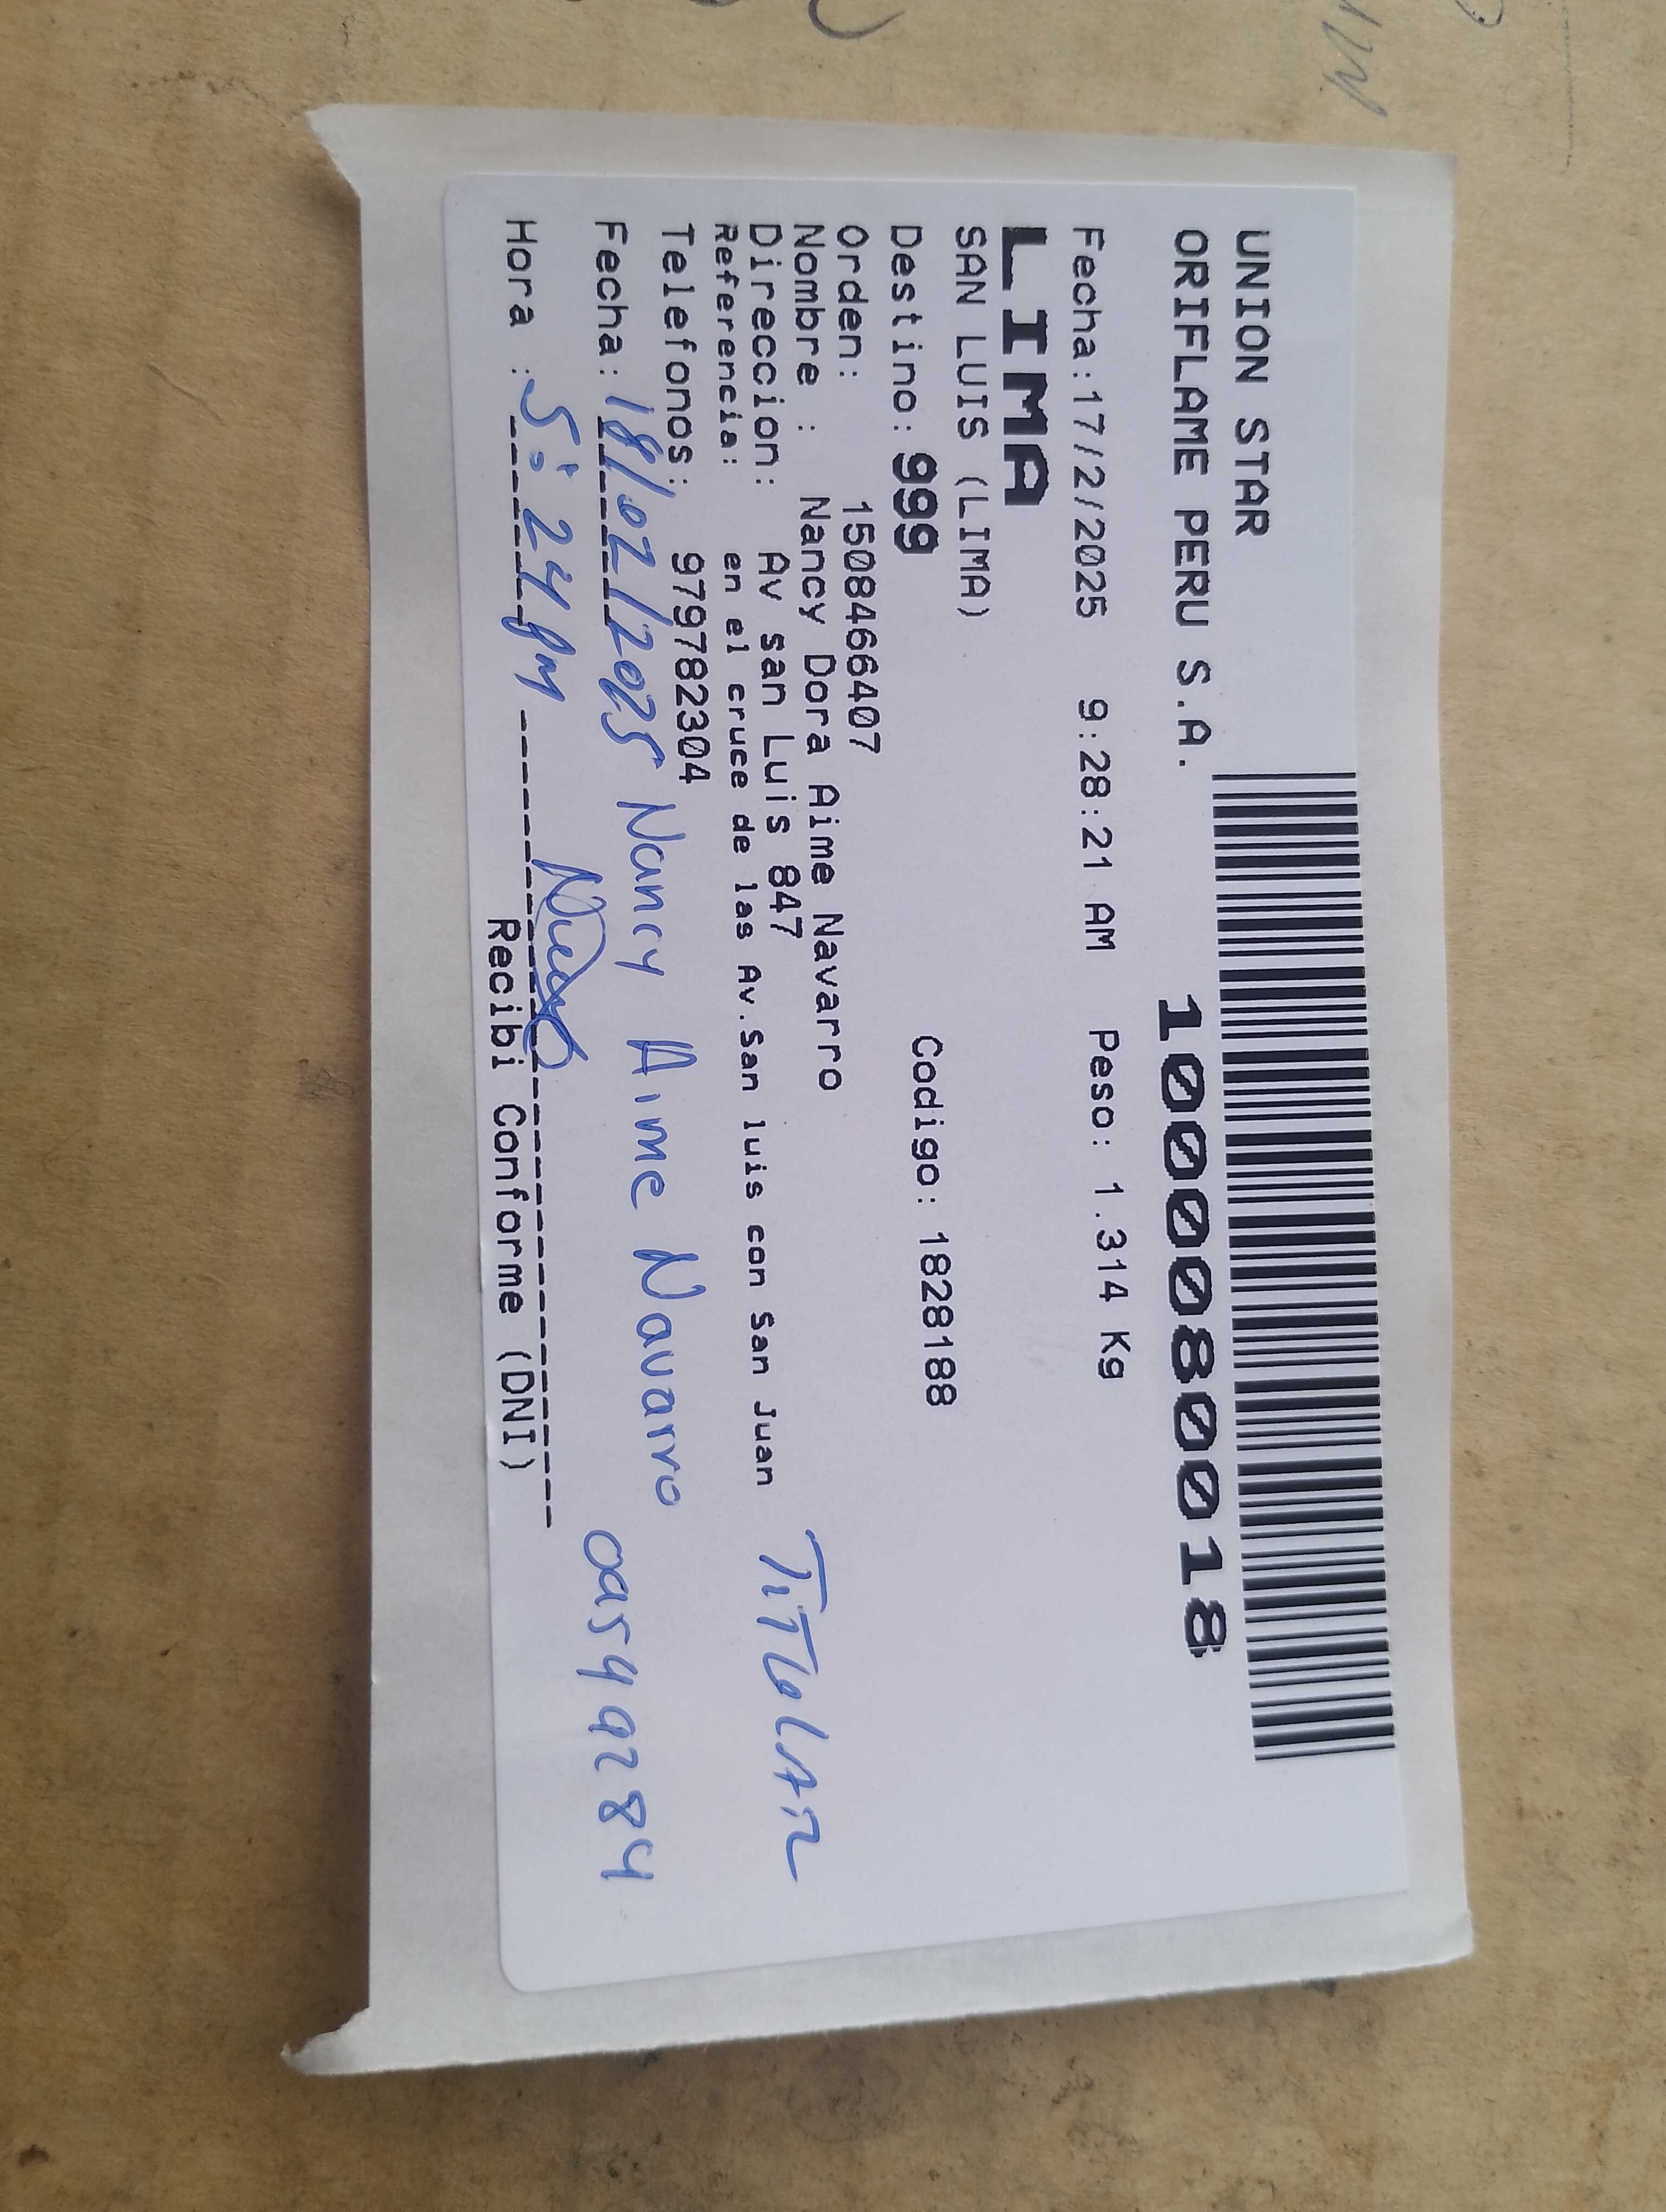 UNION STAR
ORIFLAME PERU S.A.
10000800018
Fecha:17/2/2025 9:28:21 AM Peso: 1.314 Kg
LIMA
SAN LUIS (LIMA)
Destino: 999 Codigo: 1828188
Orden: 1508466407
Nombre : Nancy Dora Aime Navarro
Direccion: Av san Luis 847
Referencia: en el cruce de las Av.San luis con San Juan
TITULAR
Telefonos: 979782304
Fecha: 18/02/2025 Nancy Aime Navarro
Hora : 5:24pm
Recibi Conforme (DNI)